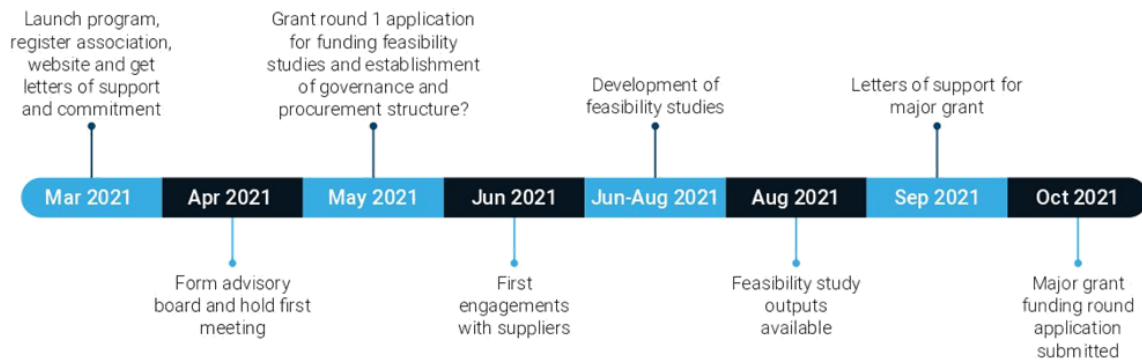 Launch program,
register association,
website and get
letters of support
and commitment
Grant round 1 application
for funding feasibility
studies and establishment
of governance and
procurement structure?
Development of
feasibility studies
Letters of support for
major grant
Mar 2021
Apr 2021
May 2021
Jun 2021
Jun-Aug 2021
Aug 2021
Sep 2021
Oct 2021
Form advisory
board and hold first
meeting
First
engagements
with suppliers
Feasibility study
outputs
available
Major grant
funding round
application
submitted